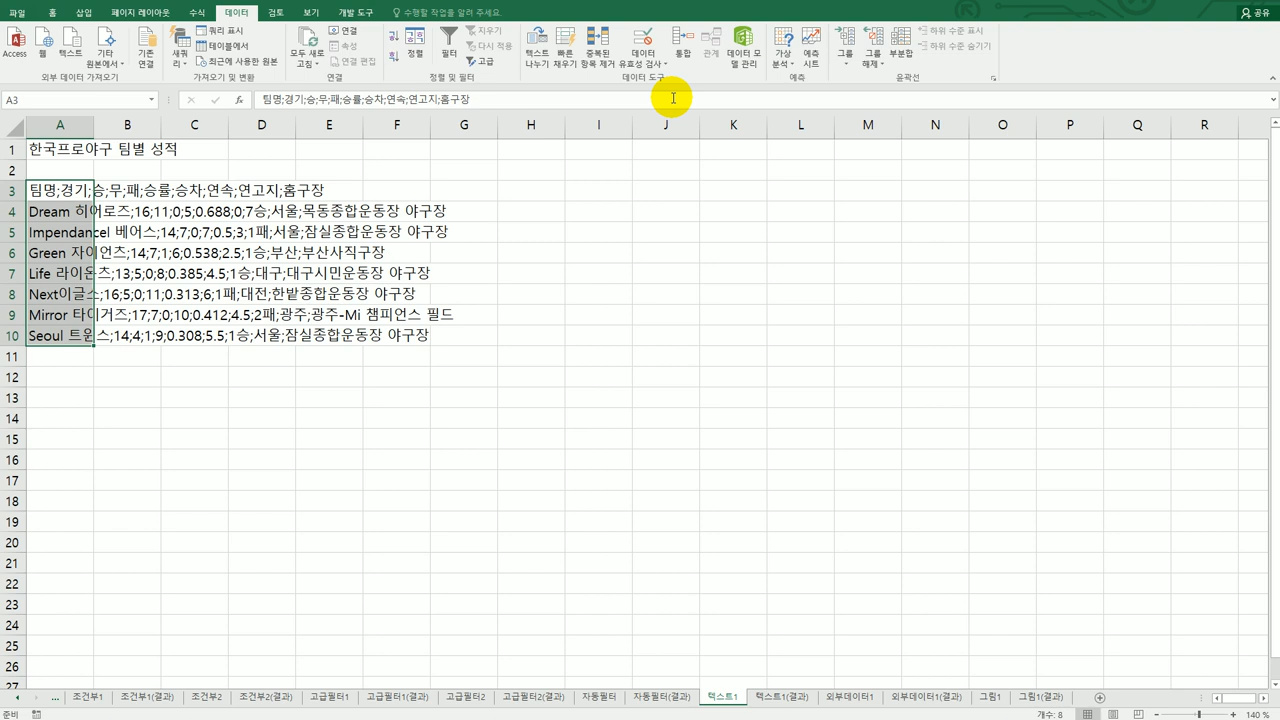 파일 홈 삽입 페이지 레이아웃 수식 데이터 검토 보기 개발 도구 수행할 작업을 알려 주세요. 공유
Access 웹 텍스트 기타 원본에서 기존 연결 새 쿼리 쿼리 표시 테이블에서 최근에 사용한 원본 모두 새로 고침 연결 속성 연결 편집 정렬 필터 지우기 다시 적용 고급 텍스트 나누기 빠른 채우기 중복된 항목 제거 데이터 유효성 검사 통합 관계 데이터 모델 관리 가상 분석 예측 시트 그룹 그룹 해제 부분합 하위 수준 표시 하위 수준 숨기기
외부 데이터 가져오기 가져오기 및 변환 연결 정렬 및 필터 데이터 도구 예측 윤곽선
A3 fx 팀명;경기;승;무;패;승률;승차;연속;연고지;홈구장
A B C D E F G H I J K L M N O P Q R
1 한국프로야구 팀별 성적
2
3 팀명;경기;승;무;패;승률;승차;연속;연고지;홈구장
4 Dream 히어로즈;16;11;0;5;0.688;0;7승;서울;목동종합운동장 야구장
5 Impendancel 베어스;14;7;0;7;0.5;3;1패;서울;잠실종합운동장 야구장
6 Green 자이언츠;14;7;1;6;0.538;2.5;1승;부산;부산사직구장
7 Life 라이온츠;13;5;0;8;0.385;4.5;1승;대구;대구시민운동장 야구장
8 Next이글스;16;5;0;11;0.313;6;1패;대전;한밭종합운동장 야구장
9 Mirror 타이거즈;17;7;0;10;0.412;4.5;2패;광주;광주-Mi 챔피언스 필드
10 Seoul 트윈스;14;4;1;9;0.308;5.5;1승;서울;잠실종합운동장 야구장
11
12
13
14
15
16
17
18
19
20
21
22
23
24
25
26
27
... 조건부1 조건부1(결과) 조건부2 조건부2(결과) 고급필터1 고급필터1(결과) 고급필터2 고급필터2(결과) 자동필터 자동필터(결과) 텍스트1 텍스트1(결과) 외부데이터1 외부데이터1(결과) 그림1 그림1(결과)
준비 개수: 8 140 %